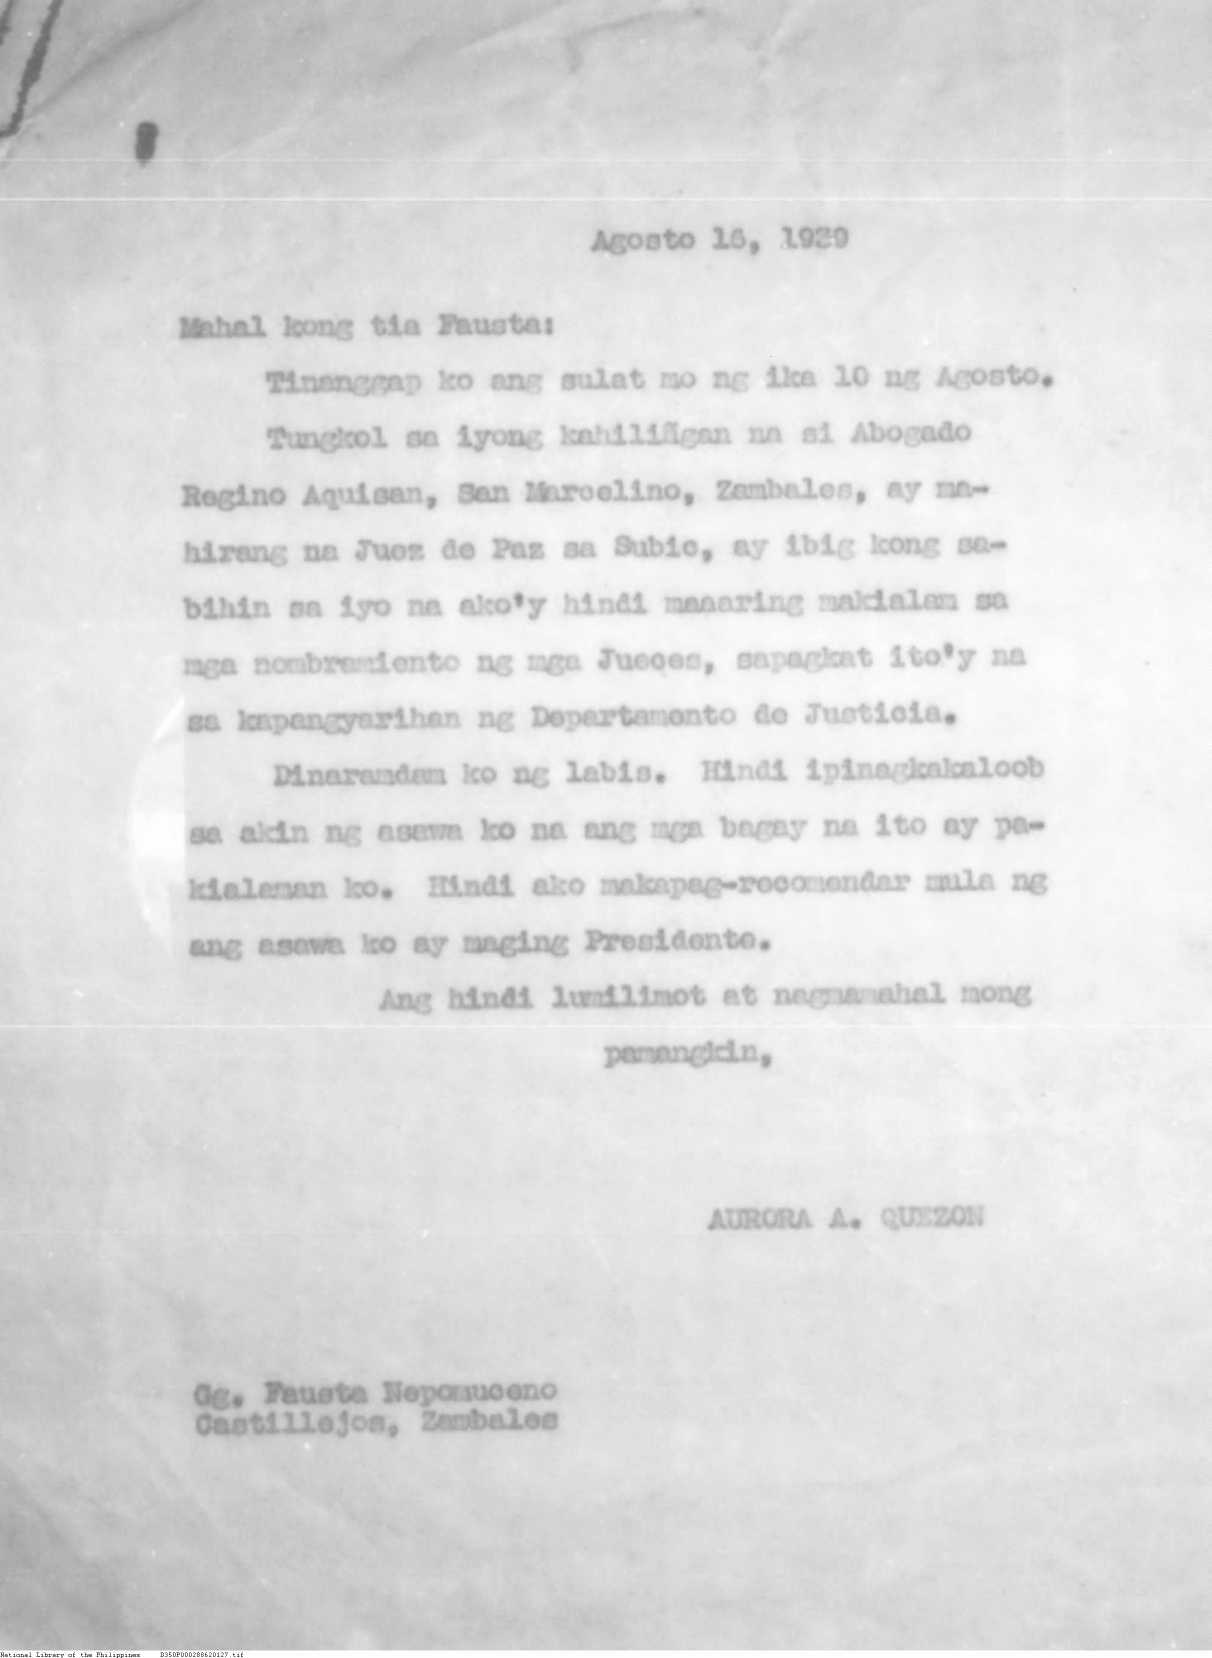 Agosto 16, 1939
Mahal kong tia Fausta:
Tinanggap ko ang sulat mo ng ika 10 ng Agosto.
Tungkol sa iyong kahiliñgan na si Abogado
Regino Aquisan, San Marcelino, Zambales, ay ma-
hirang na Juez de Paz sa Subic, ay ibig kong sa-
bihin sa iyo na ako'y hindi maaaring makialam sa
mga nombramiento ng mga Jueces, sapagkat ito'y na
sa kapangyarihan ng Departamento de Justicia.
Dinaramdam ko ng labis. Hindi ipinagkakaloob
sa akin ng asawa ko na ang mga bagay na ito ay pa-
kialaman ko. Hindi ako makapag-recomendar mula ng
ang asawa ko ay maging Presidente.
Ang hindi lumilimot at nagmamahal mong
pamangkin,
AURORA A. QUEZON
Gg. Fausta Nepomuceno
Castillejos, Zambales
National Library of the Philippines D350P000288620127.tif